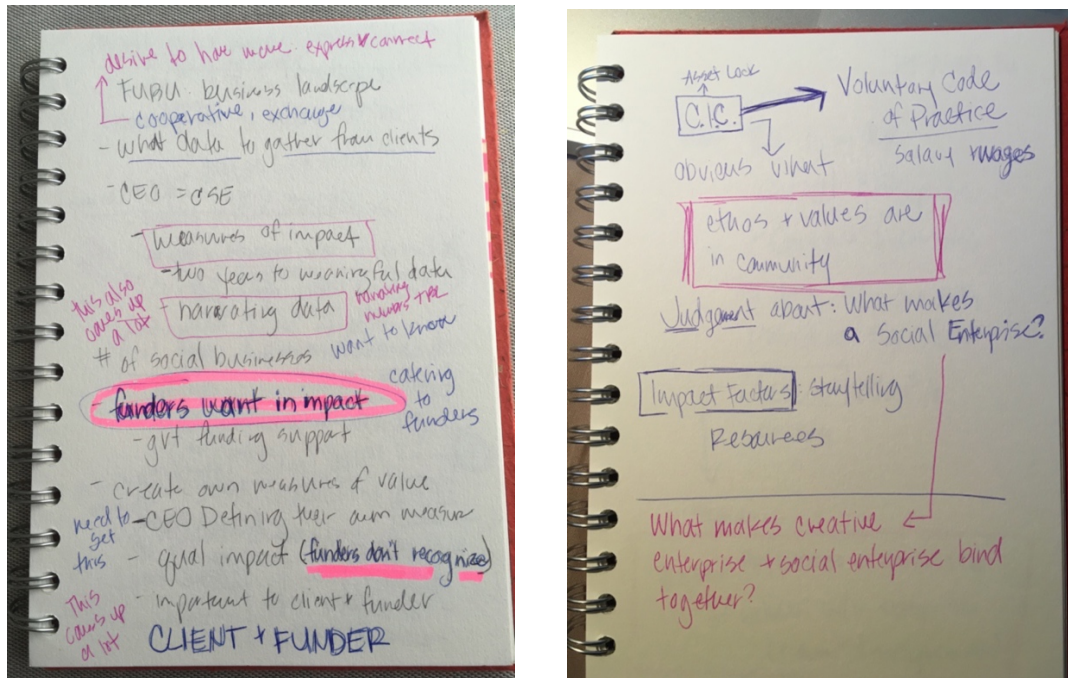 desire to have more. express & connect
FUBU. business landscape
cooperative, exchange
- what data to gather from clients
- CEO = CSE
- measures of impact
- two years to meaningful data
this also
comes up
a lot
- narrating data
narrating
numbers type
want to know
# of social businesses
catering
to
funders
- funders want in impact
- gvt funding support
- create own measures of value
need to
get
this
- CEO Defining their own measure
- qual impact (funders don't recognize)
This
comes up
a lot
- important to client + funder
CLIENT + FUNDER
Asset Lock
C.I.C.
Voluntary Code
of Practice
Salary + wages
obvious
ethos + values are
in community
Judgment about: What makes
a Social Enterprise?
Impact Factors: storytelling
Resources
What makes creative
enterprise + social enterprise bind
together?